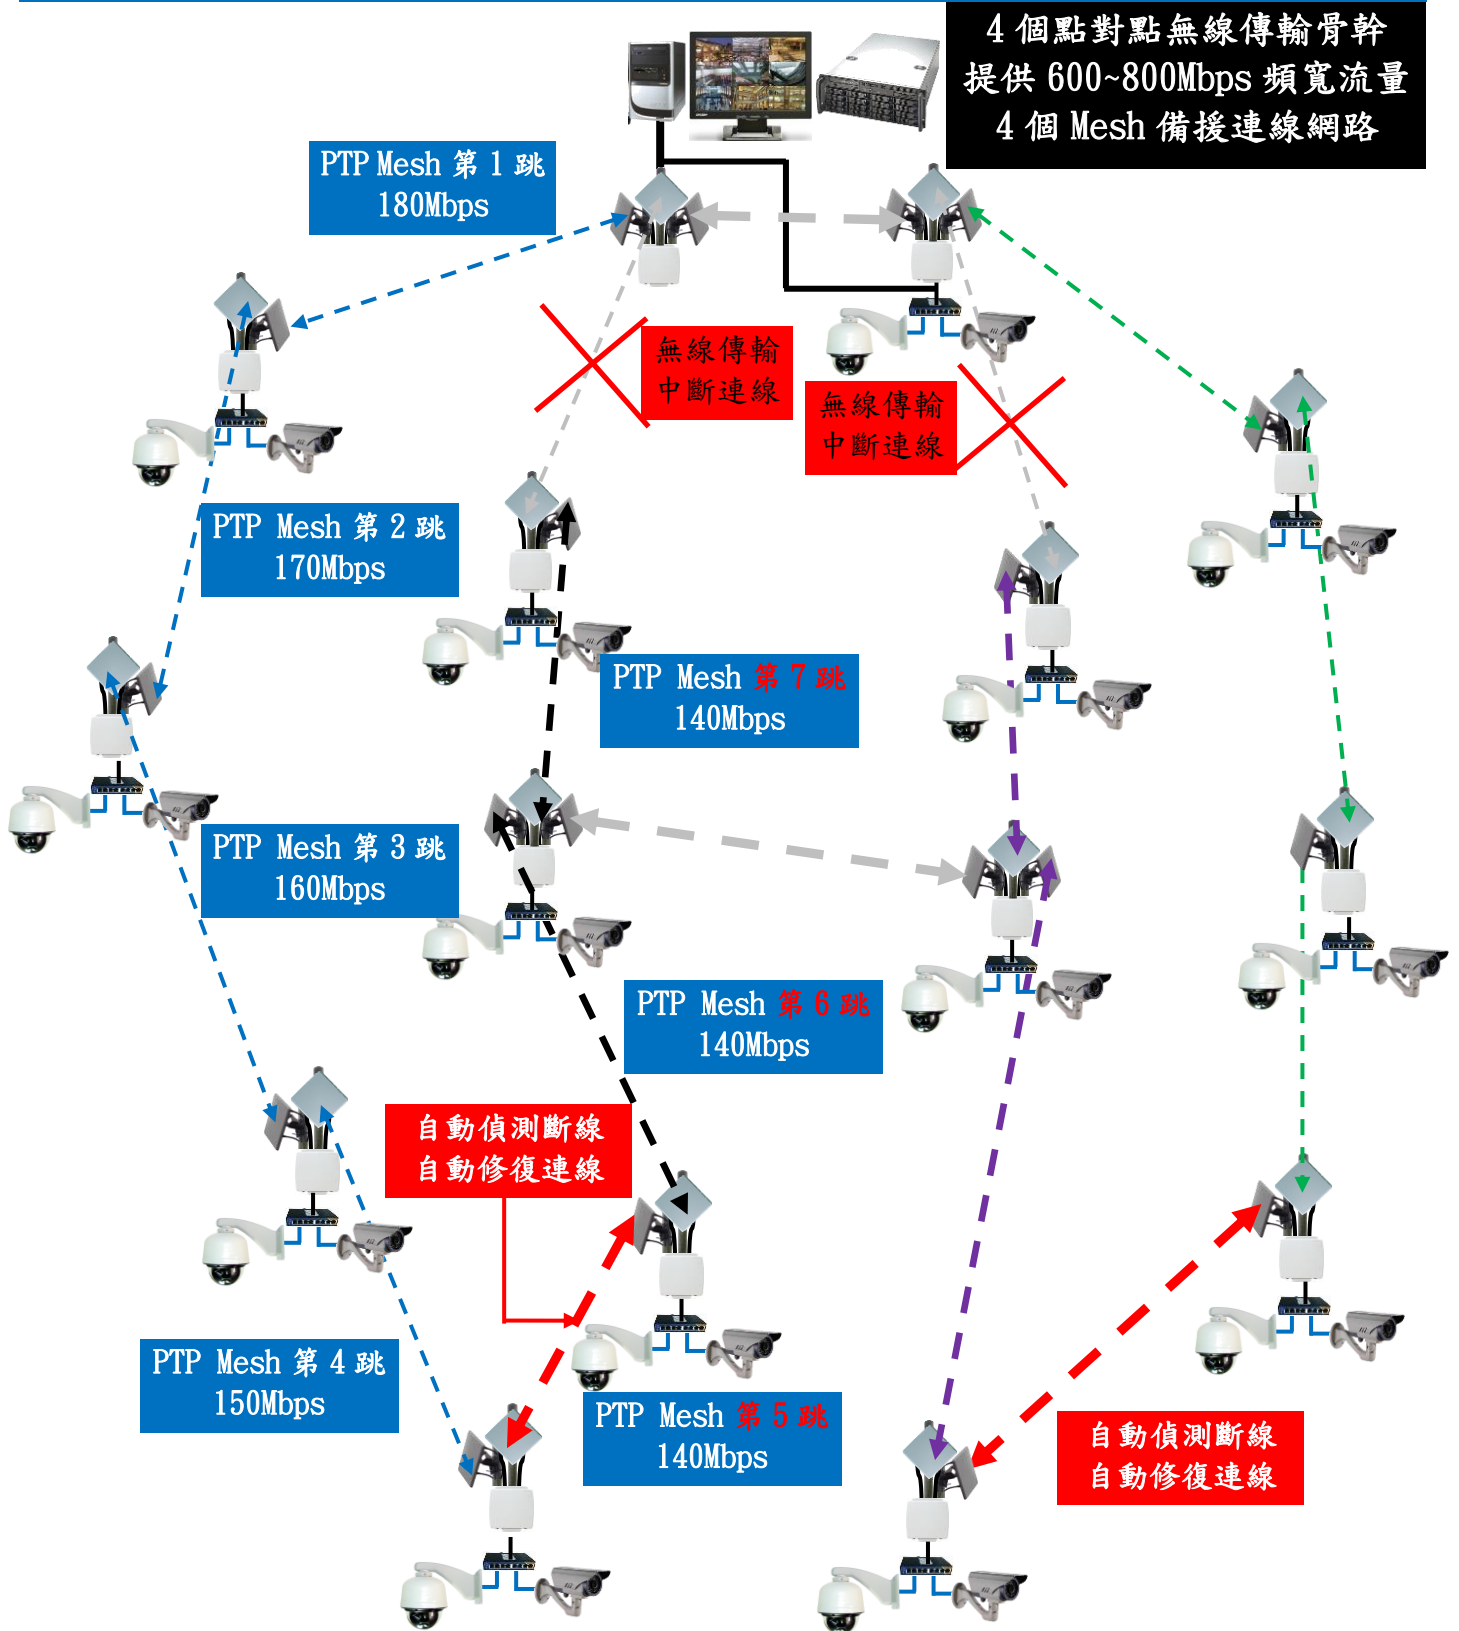 4 個點對點無線傳輸骨幹
提供 600~800Mbps 頻寬流量
4 個 Mesh 備援連線網路
PTP Mesh 第 1 跳
180Mbps
無線傳輸
中斷連線
無線傳輸
中斷連線
PTP Mesh 第 2 跳
170Mbps
PTP Mesh 第 7 跳
140Mbps
PTP Mesh 第 3 跳
160Mbps
PTP Mesh 第 6 跳
140Mbps
自動偵測斷線
自動修復連線
PTP Mesh 第 4 跳
150Mbps
PTP Mesh 第 5 跳
140Mbps
自動偵測斷線
自動修復連線